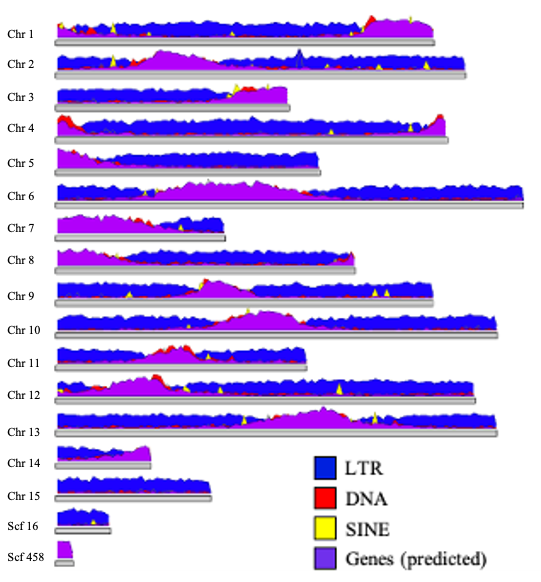 Chr 1
Chr 2
Chr 3
Chr 4
Chr 5
Chr 6
Chr 7
Chr 8
Chr 9
Chr 10
Chr 11
Chr 12
Chr 13
Chr 14
Chr 15
Scf 16
Scf 458
LTR
DNA
SINE
Genes (predicted)